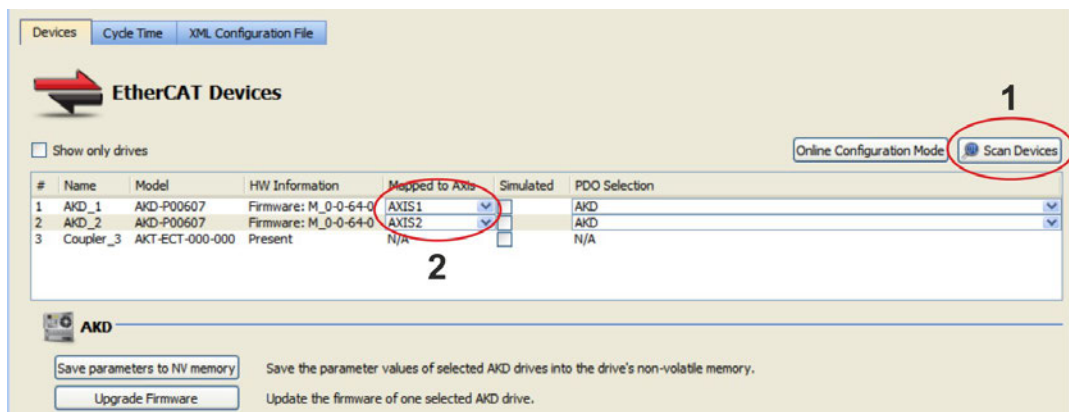 Devices Cycle Time XML Configuration File
EtherCAT Devices
1
Show only drives Online Configuration Mode Scan Devices
# Name Model HW Information Mapped to Axis Simulated PDO Selection
1 AKD_1 AKD-P00607 Firmware: M_0-0-64-0 AXIS1 AKD
2 AKD_2 AKD-P00607 Firmware: M_0-0-64-0 AXIS2 AKD
3 Coupler_3 AKT-ECT-000-000 Present N/A N/A
2
AKD
Save parameters to NV memory Save the parameter values of selected AKD drives into the drive's non-volatile memory.
Upgrade Firmware Update the firmware of one selected AKD drive.